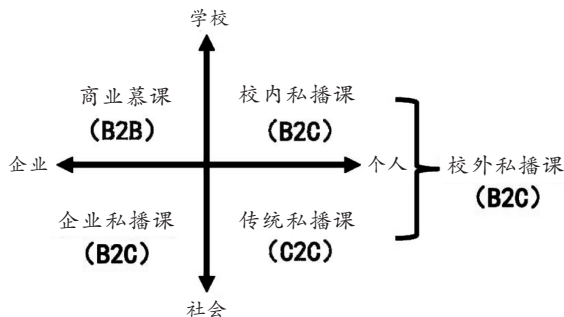 学校
商业慕课
(B2B)
校内私播课
(B2C)
企业
个人
校外私播课
(B2C)
企业私播课
(B2C)
传统私播课
(C2C)
社会